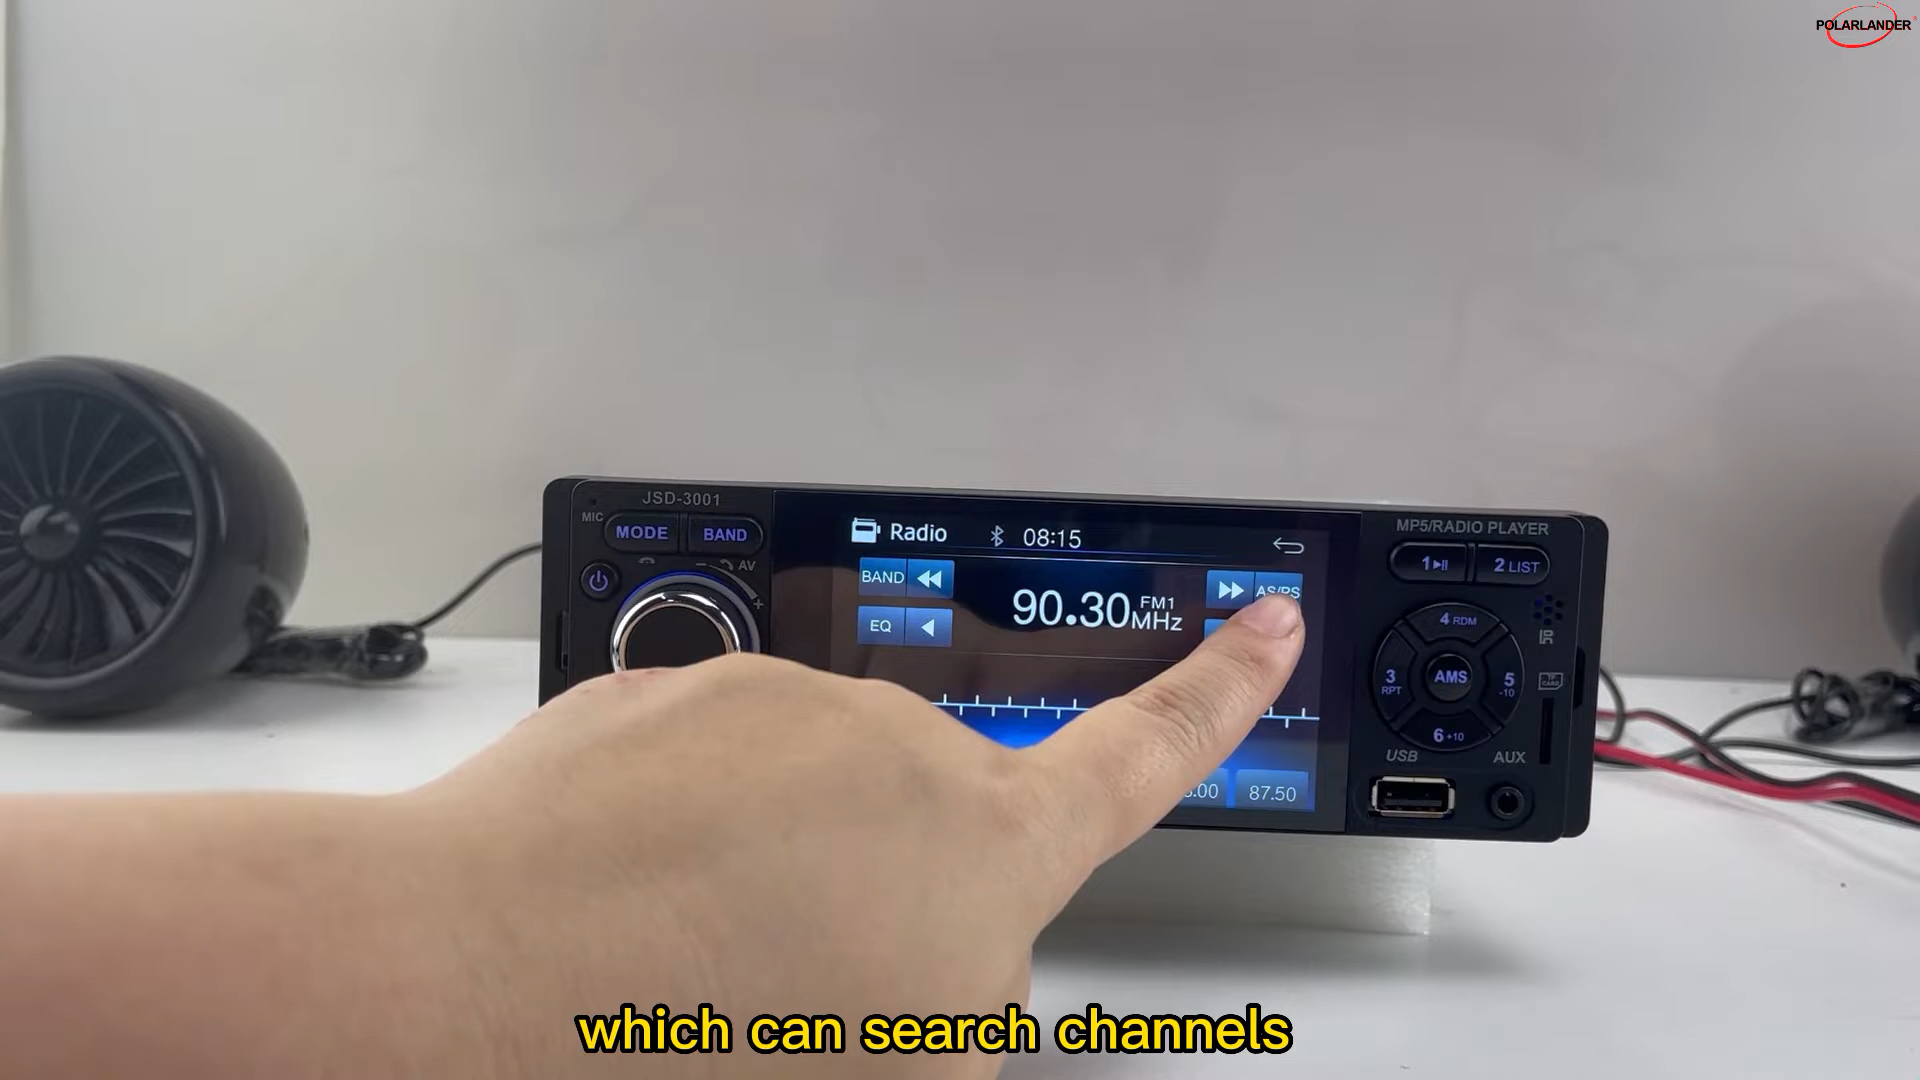 POLARLANDER
JSD-3001
MIC
MODE
BAND
AV
Radio
08:15
BAND
EQ
90.30
FM1
MHz
AS/PS
87.50
MP5/RADIO PLAYER
1
2 LIST
4 RDM
3
RPT
AMS
5
-10
6 +10
IR
TF
CARD
USB
AUX
which can search channels